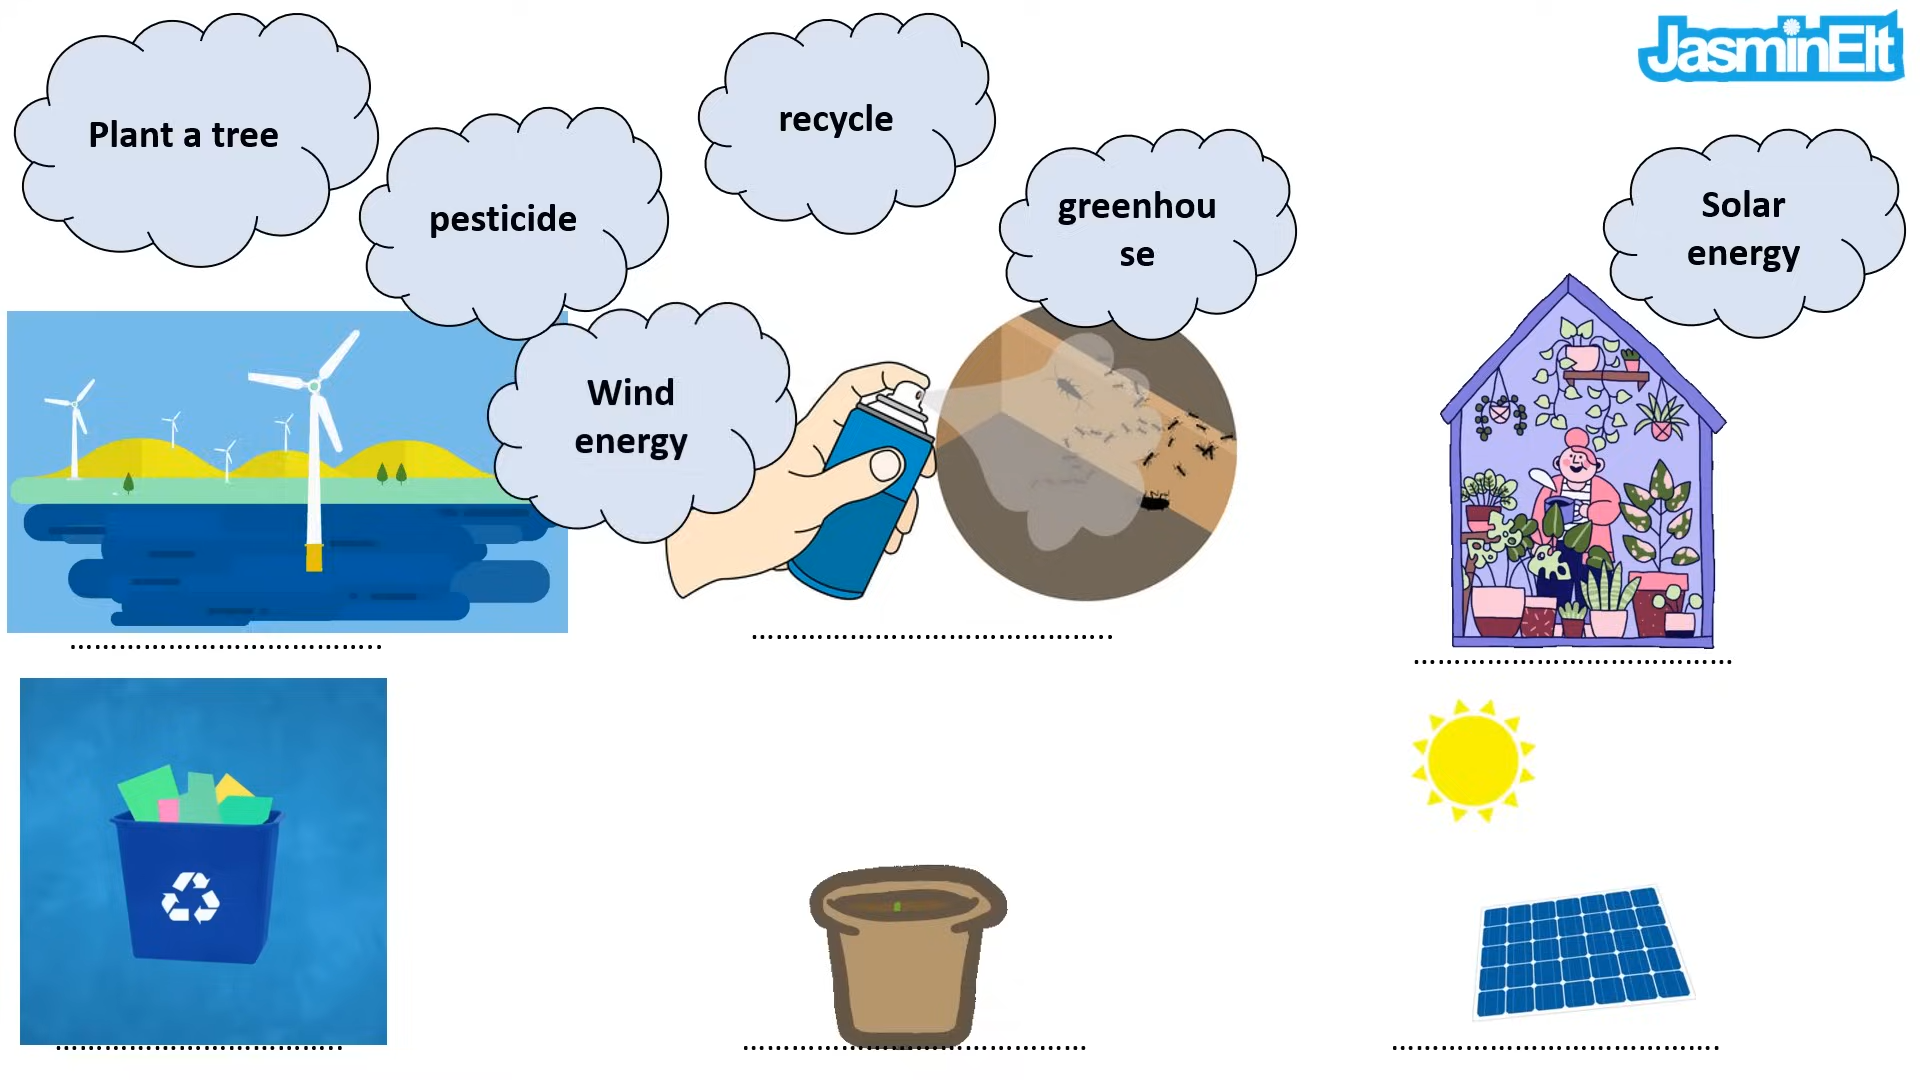 JasminElt
Plant a tree
recycle
pesticide
greenhou
se
Solar
energy
Wind
energy